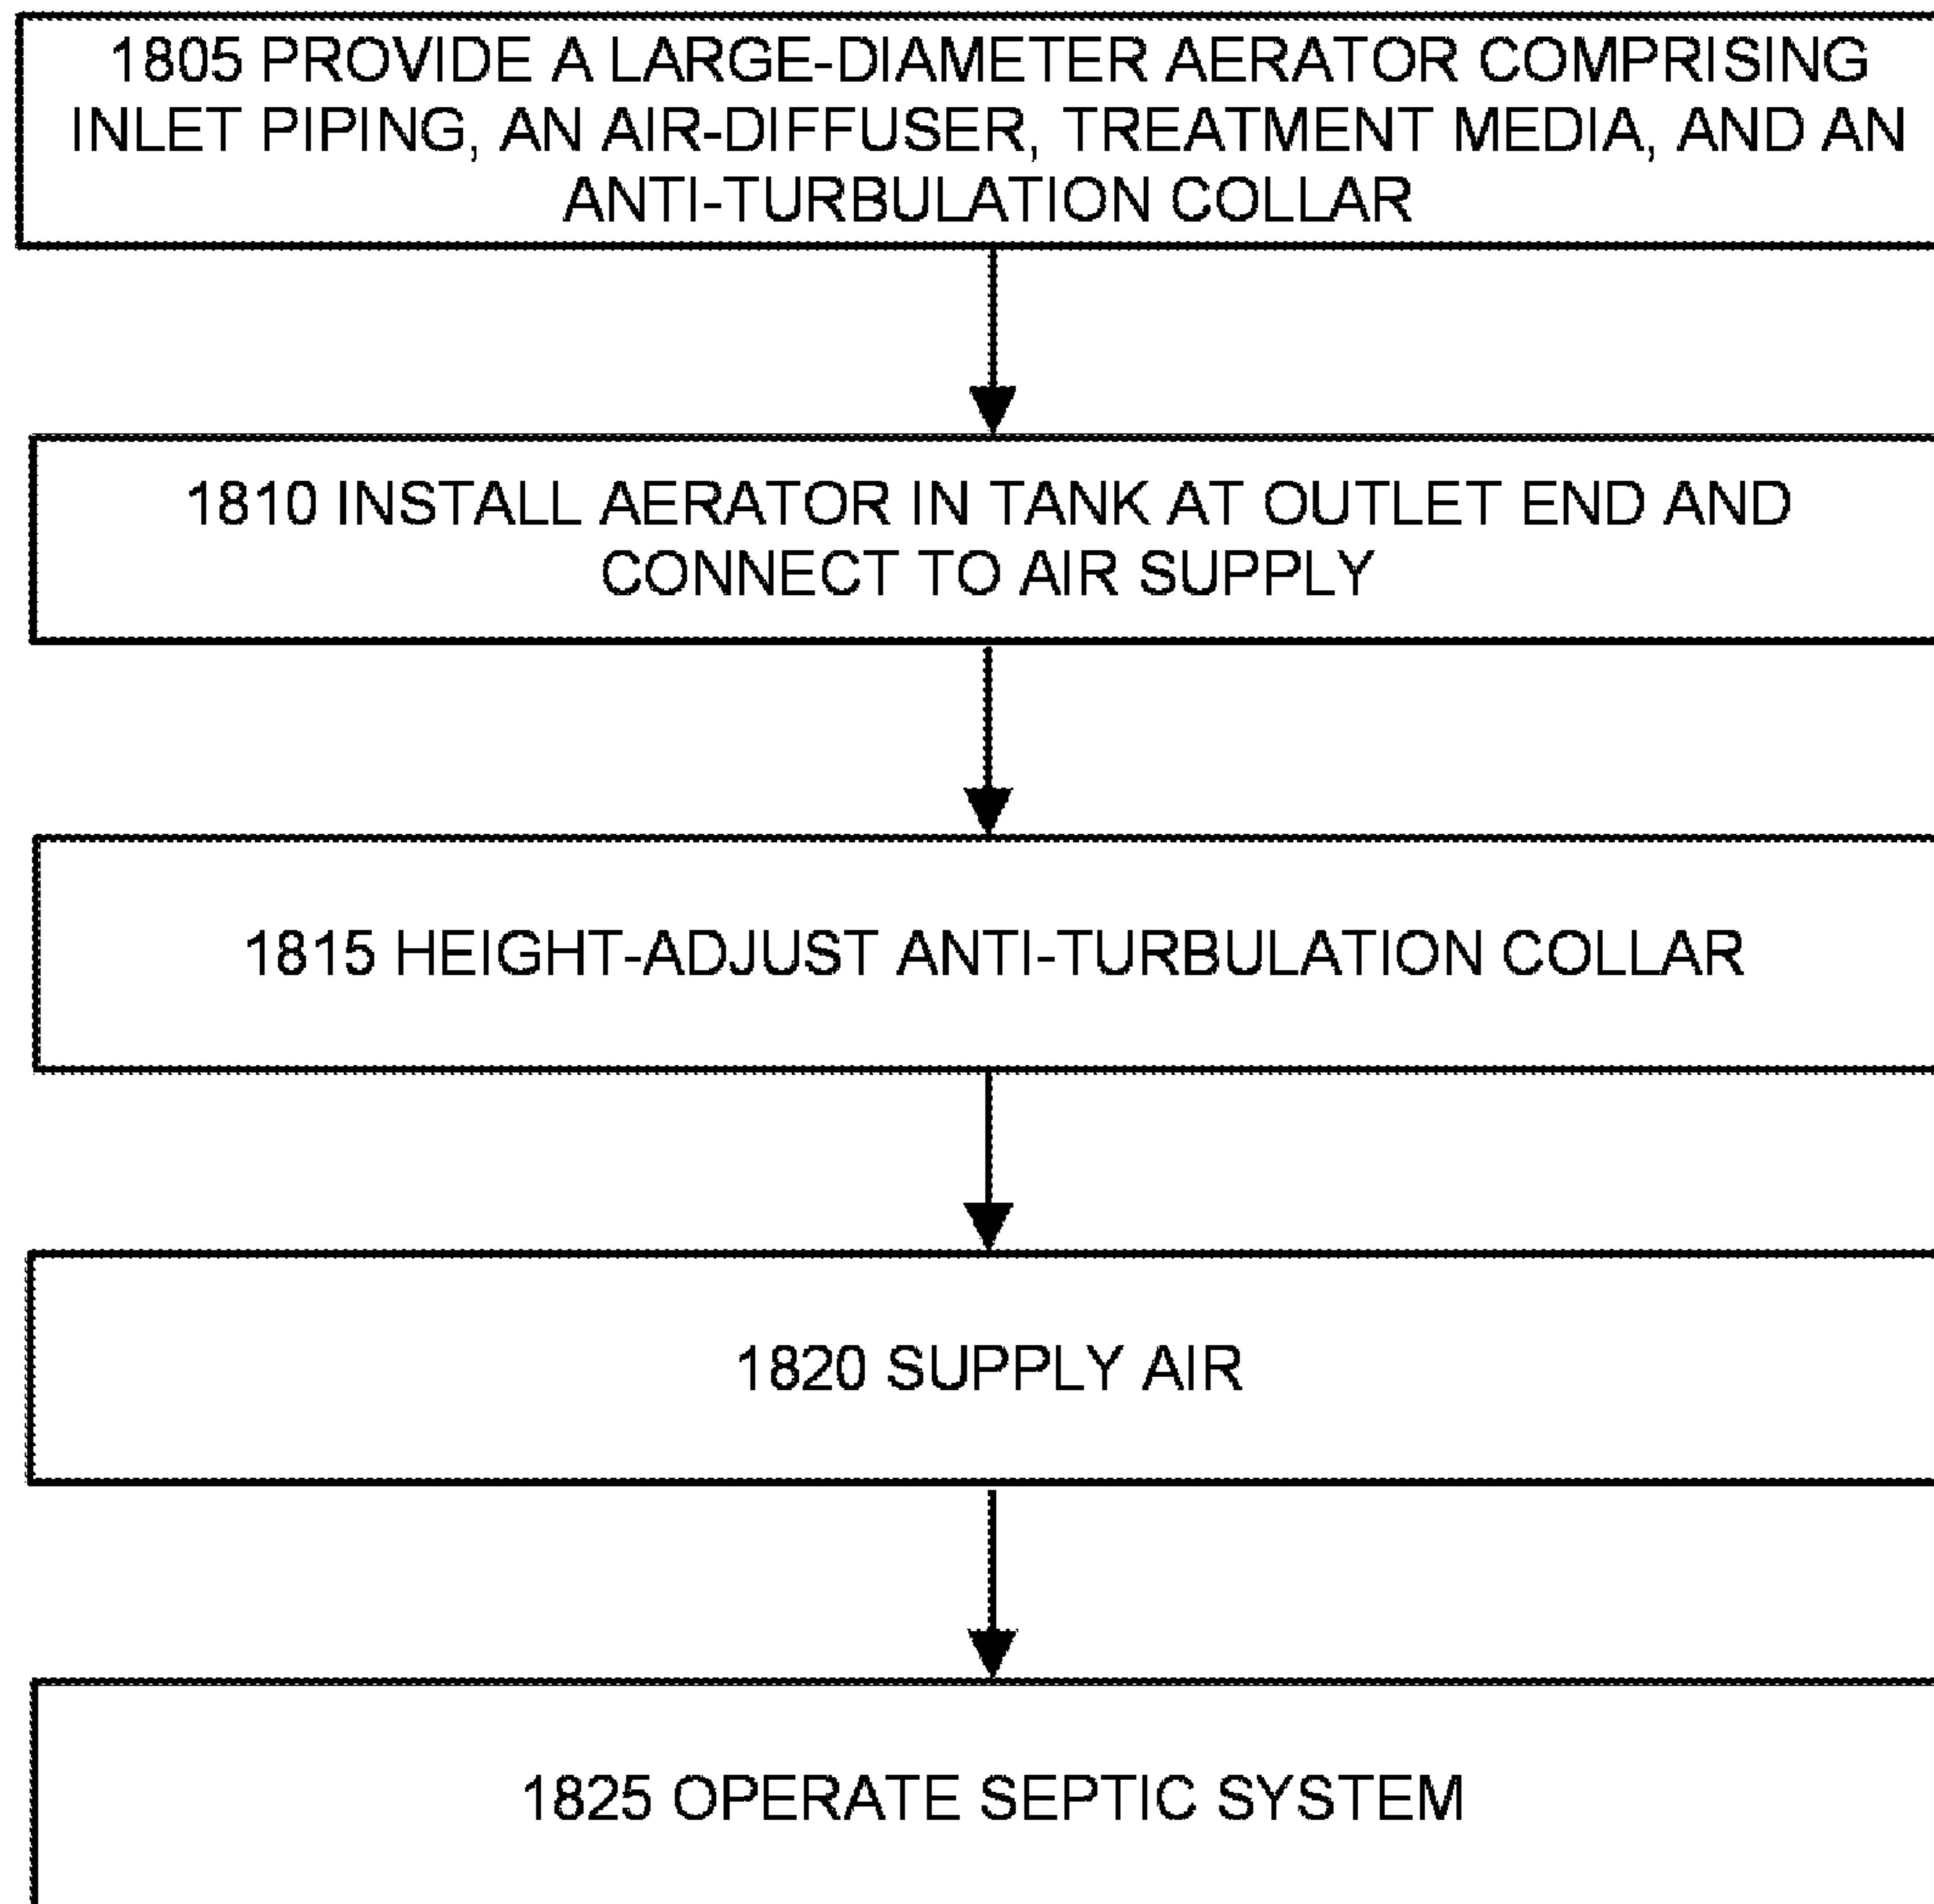 1805 PROVIDE A LARGE-DIAMETER AERATOR COMPRISING
INLET PIPING, AN AIR-DIFFUSER, TREATMENT MEDIA, AND AN
ANTI-TURBULATION COLLAR
1810 INSTALL AERATOR IN TANK AT OUTLET END AND
CONNECT TO AIR SUPPLY
1815 HEIGHT-ADJUST ANTI-TURBULATION COLLAR
1820 SUPPLY AIR
1825 OPERATE SEPTIC SYSTEM